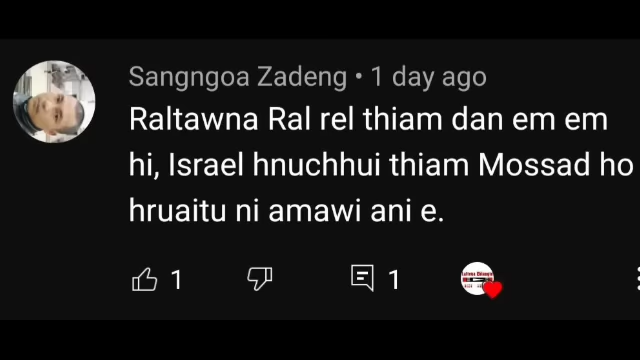 Sangngoa Zadeng • 1 day ago
Raltawna Ral rel thiam dan em em
hi, Israel hnuchhui thiam Mossad ho
hruaitu ni amawi ani e.
1
1